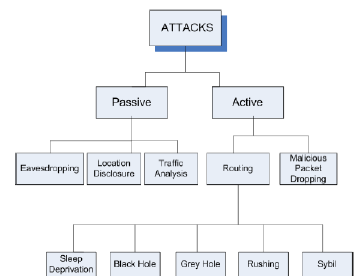 ATTACKS
Passive
Active
Eavesdropping
Location
Disclosure
Traffic
Analysis
Routing
Malicious
Packet
Dropping
Sleep
Deprivation
Black Hole
Grey Hole
Rushing
Sybil